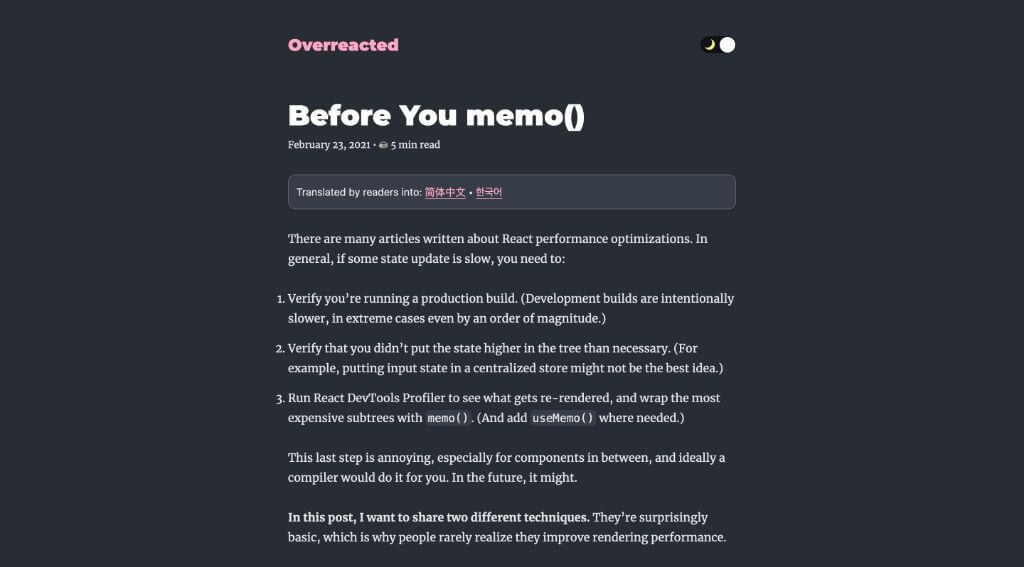 Overreacted
Before You memo()
February 23, 2021 • ☕️ 5 min read
Translated by readers into: 简体中文 • 한국어
There are many articles written about React performance optimizations. In
general, if some state update is slow, you need to:
1. Verify you’re running a production build. (Development builds are intentionally
slower, in extreme cases even by an order of magnitude.)
2. Verify that you didn’t put the state higher in the tree than necessary. (For
example, putting input state in a centralized store might not be the best idea.)
3. Run React DevTools Profiler to see what gets re-rendered, and wrap the most
expensive subtrees with memo(). (And add useMemo() where needed.)
This last step is annoying, especially for components in between, and ideally a
compiler would do it for you. In the future, it might.
In this post, I want to share two different techniques. They’re surprisingly
basic, which is why people rarely realize they improve rendering performance.